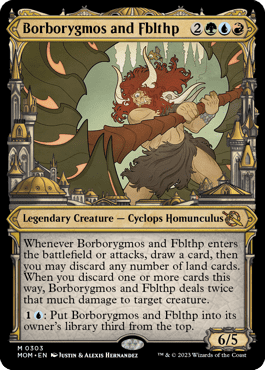 Borborygmos and Fblthp 2
Legendary Creature — Cyclops Homunculus
Whenever Borborygmos and Fblthp enters
the battlefield or attacks, draw a card, then
you may discard any number of land cards.
When you discard one or more cards this
way, Borborygmos and Fblthp deals twice
that much damage to target creature.
1 : Put Borborygmos and Fblthp into its
owner's library third from the top.
6/5
M 0303
MOM • EN Justin & Alexis Hernandez
™ & © 2023 Wizards of the Coast